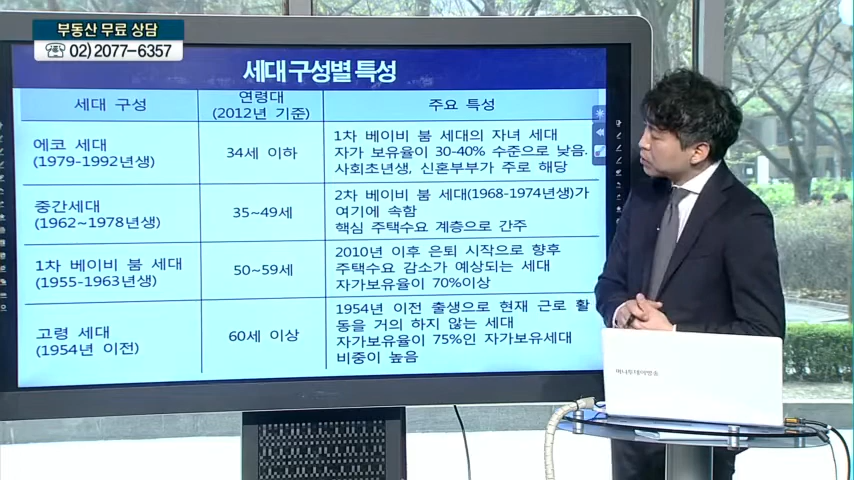 부동산 무료 상담
02)2077-6357
세대 구성별 특성
세대 구성
연령대
(2012년 기준)
주요 특성
에코 세대
(1979-1992년생)
34세 이하
1차 베이비 붐 세대의 자녀 세대
자가 보유율이 30-40% 수준으로 낮음.
사회초년생, 신혼부부가 주로 해당
중간세대
(1962~1978년생)
35~49세
2차 베이비 붐 세대(1968-1974년생)가
여기에 속함
핵심 주택수요 계층으로 간주
1차 베이비 붐 세대
(1955-1963년생)
50~59세
2010년 이후 은퇴 시작으로 향후
주택수요 감소가 예상되는 세대
자가보유율이 70%이상
고령 세대
(1954년 이전)
60세 이상
1954년 이전 출생으로 현재 근로 활
동을 거의 하지 않는 세대
자가보유율이 75%인 자가보유세대
비중이 높음
머니투데이방송